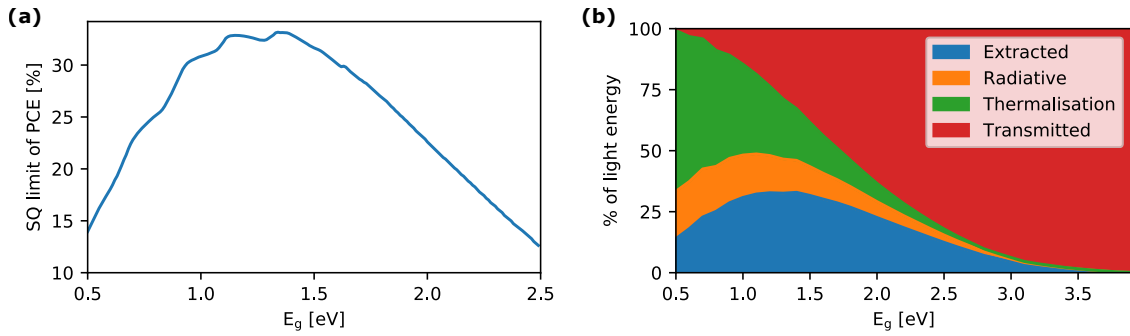 (a)
SQ limit of PCE [%]
30
25
20
15
10
0.5 1.0 1.5 2.0 2.5
E_g [eV]
(b)
% of light energy
100
75
50
25
0
0.5 1.0 1.5 2.0 2.5 3.0 3.5
E_g [eV]
Extracted
Radiative
Thermalisation
Transmitted